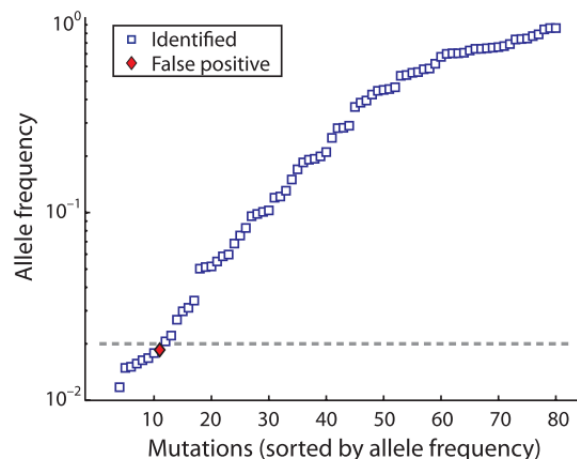 Identified
False positive
Allele frequency
10⁰
10⁻¹
10⁻²
10 20 30 40 50 60 70 80
Mutations (sorted by allele frequency)